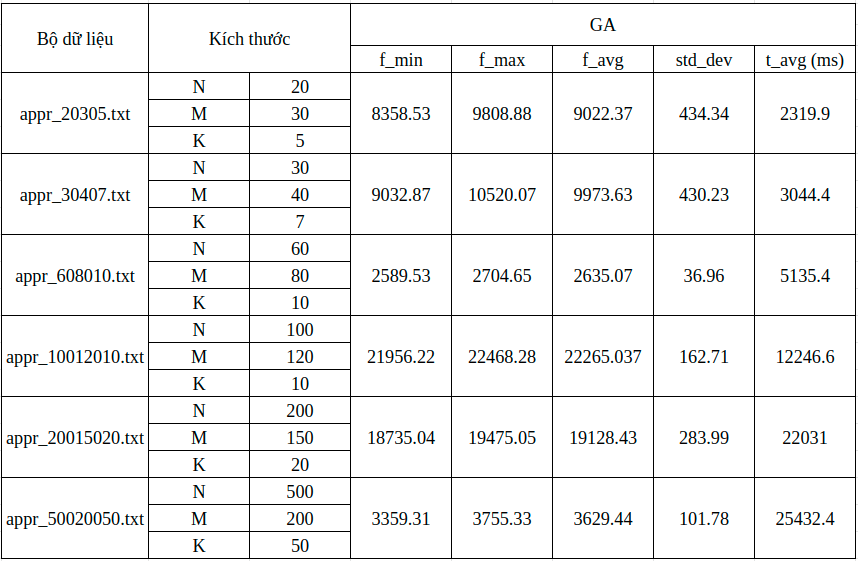 Bộ dữ liệu Kích thước GA
f_min f_max f_avg std_dev t_avg (ms)
N 20
appr_20305.txt M 30 8358.53 9808.88 9022.37 434.34 2319.9
K 5
N 30
appr_30407.txt M 40 9032.87 10520.07 9973.63 430.23 3044.4
K 7
N 60
appr_608010.txt M 80 2589.53 2704.65 2635.07 36.96 5135.4
K 10
N 100
appr_10012010.txt M 120 21956.22 22468.28 22265.037 162.71 12246.6
K 10
N 200
appr_20015020.txt M 150 18735.04 19475.05 19128.43 283.99 22031
K 20
N 500
appr_50020050.txt M 200 3359.31 3755.33 3629.44 101.78 25432.4
K 50